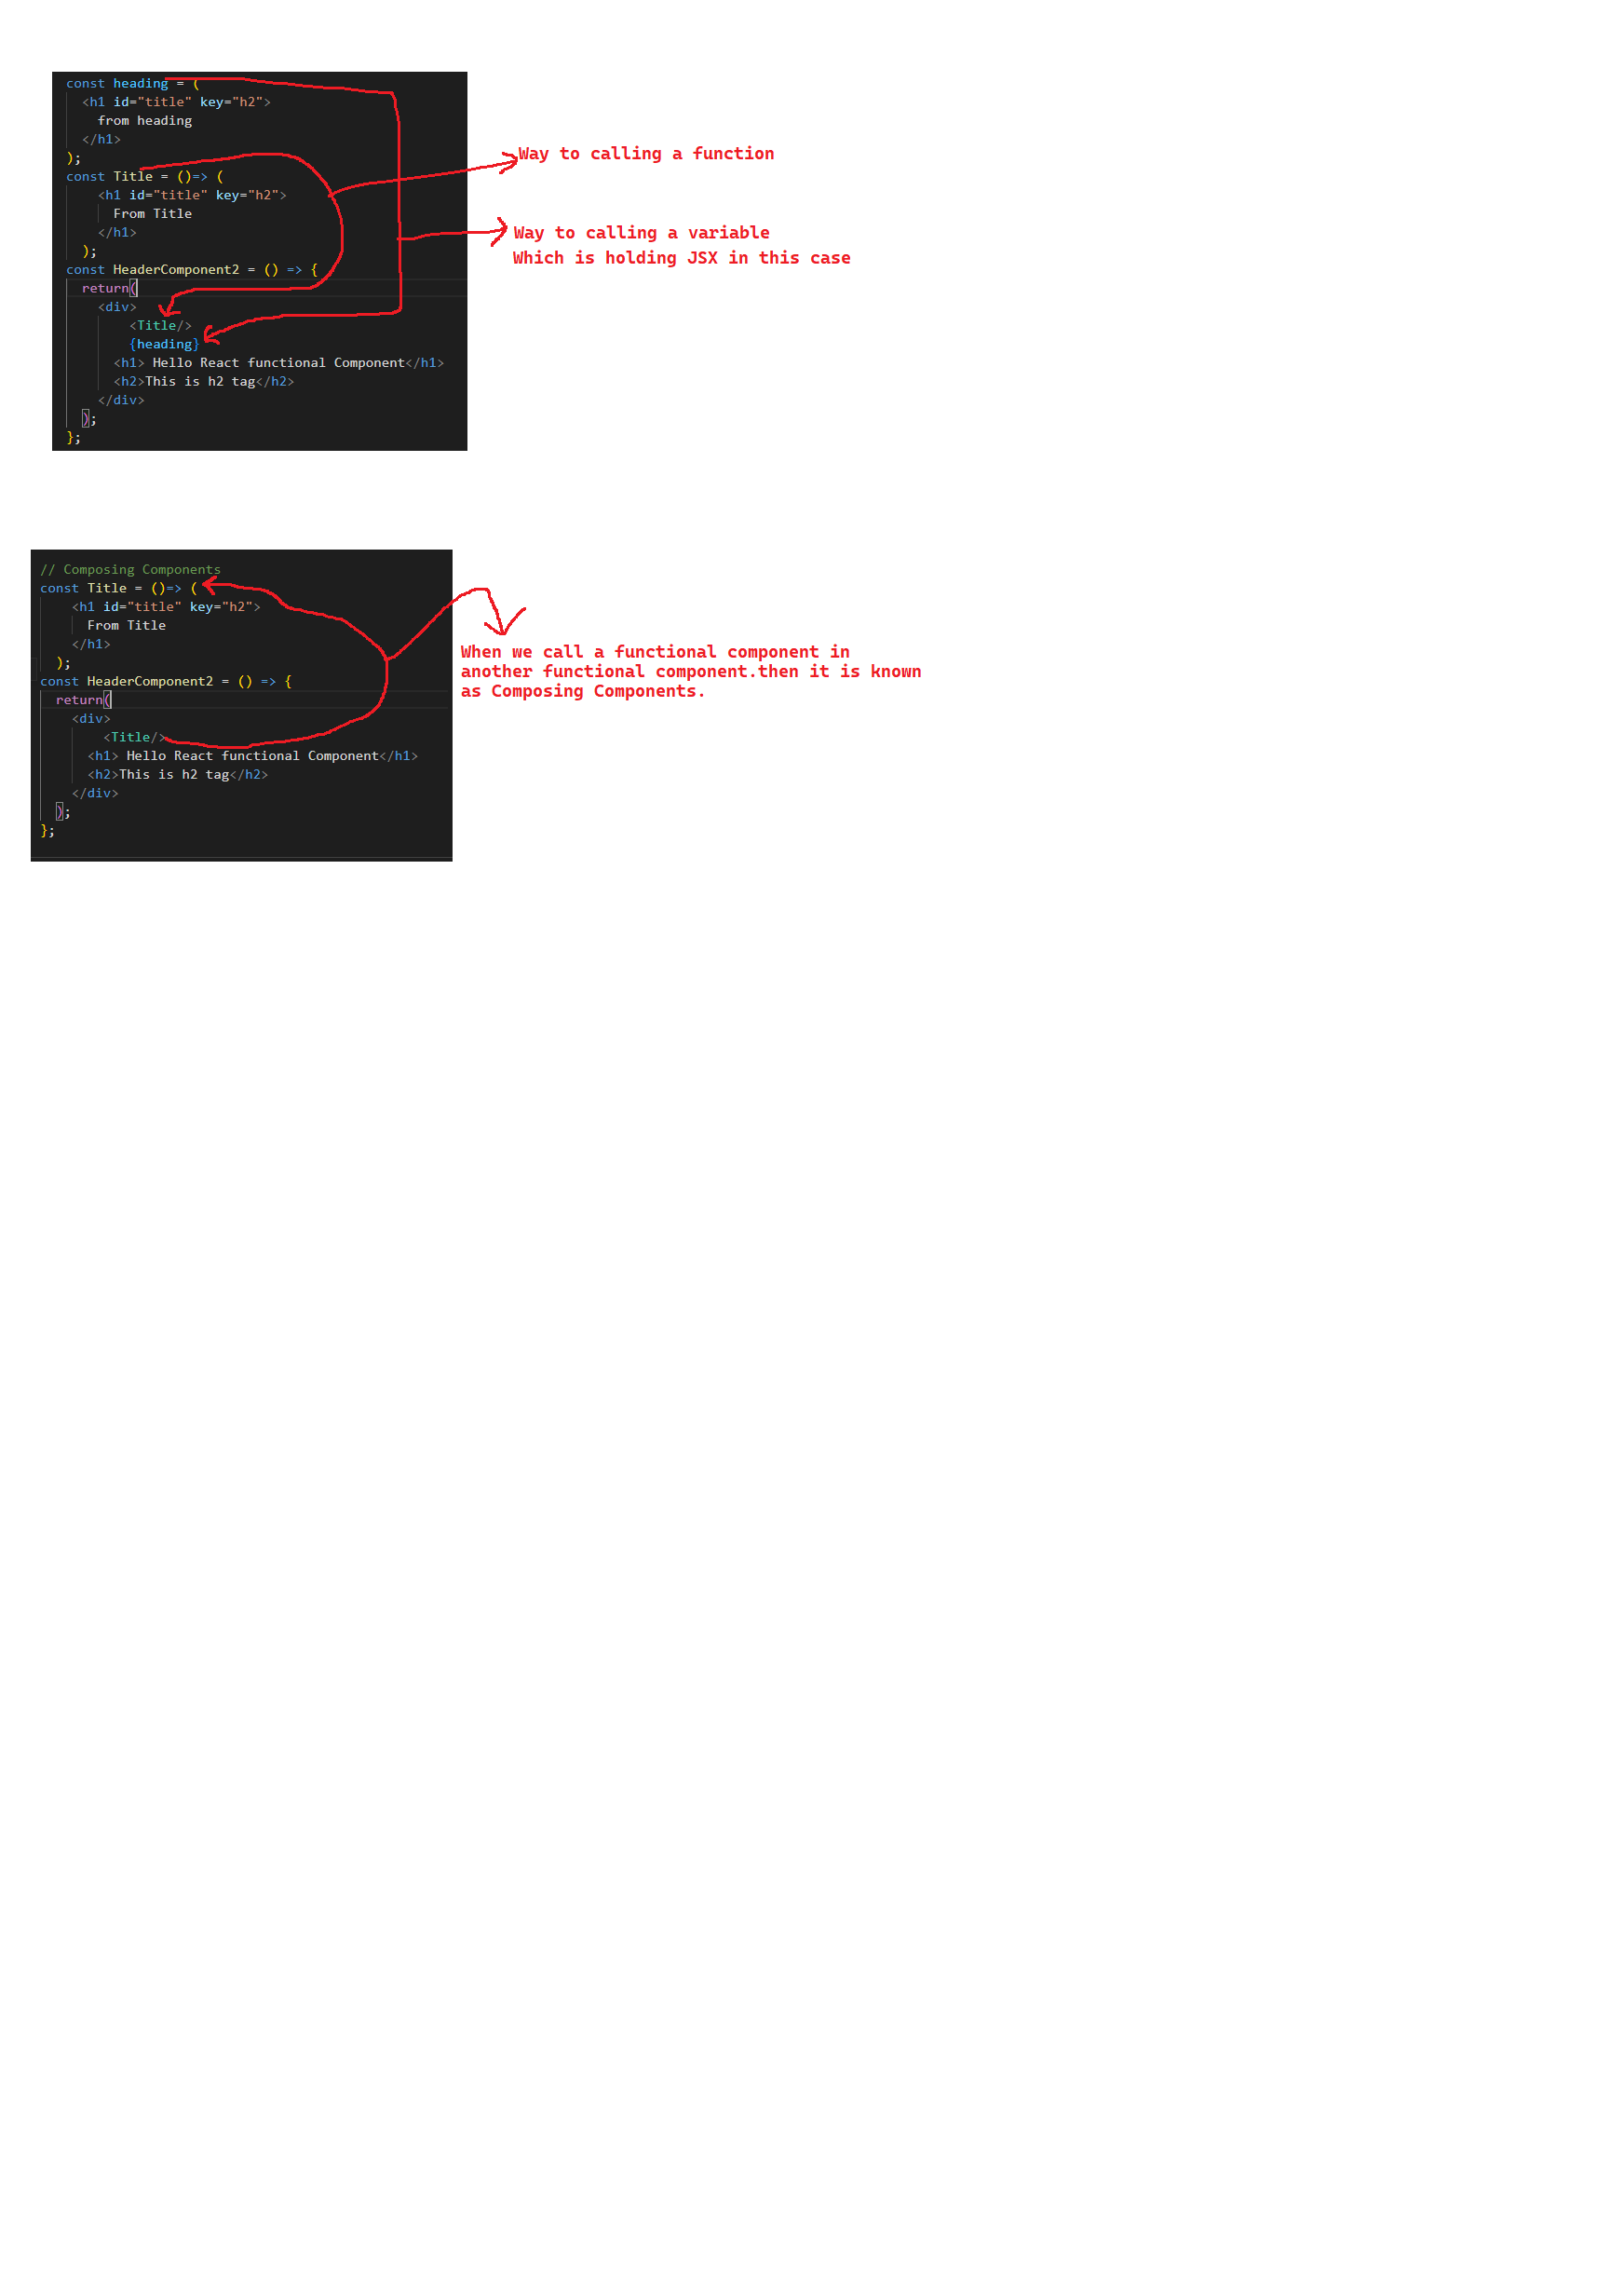 const heading = (
<h1 id="title" key="h2">
from heading
</h1>
);
const Title = ()=> (
<h1 id="title" key="h2">
From Title
</h1>
);
const HeaderComponent2 = () => {
return(
<div>
<Title/>
{heading}
<h1> Hello React functional Component</h1>
<h2>This is h2 tag</h2>
</div>
);
};
Way to calling a function
Way to calling a variable
Which is holding JSX in this case
// Composing Components
const Title = ()=> (
<h1 id="title" key="h2">
From Title
</h1>
);
const HeaderComponent2 = () => {
return(
<div>
<Title/>
<h1> Hello React functional Component</h1>
<h2>This is h2 tag</h2>
</div>
);
};
When we call a functional component in
another functional component.then it is known
as Composing Components.